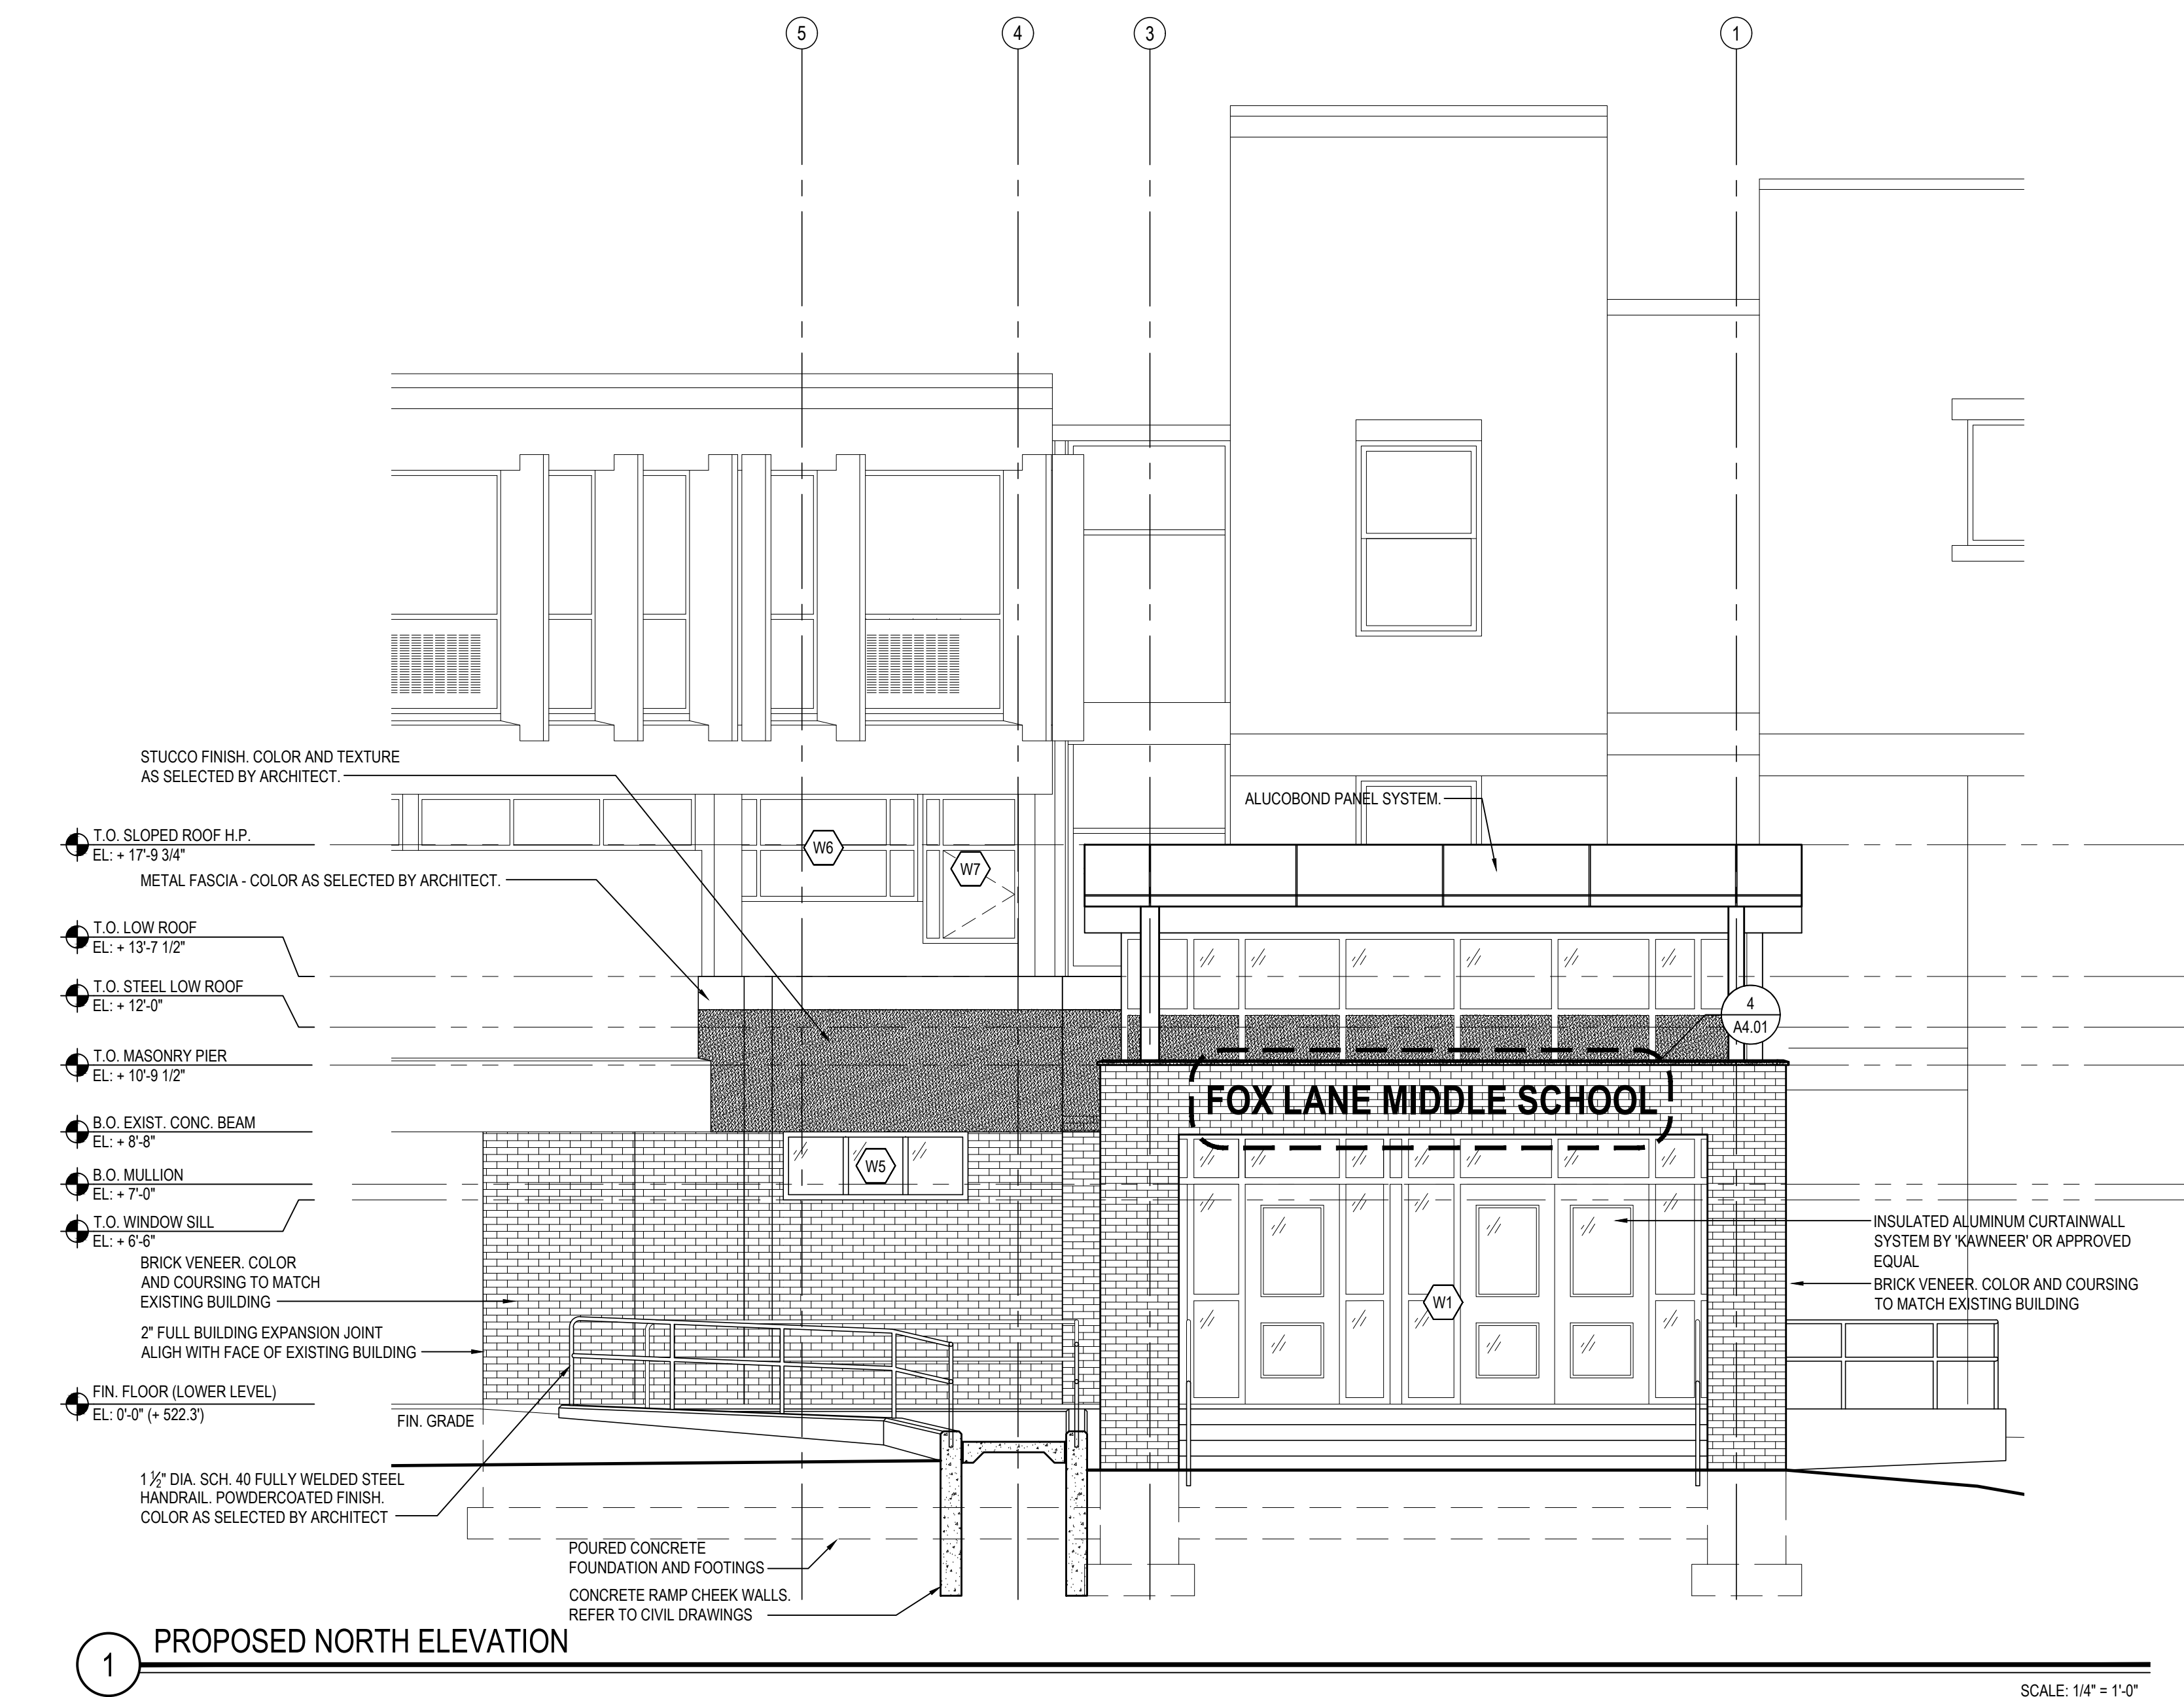 5
4
3
1
STUCCO FINISH. COLOR AND TEXTURE
AS SELECTED BY ARCHITECT.
ALUCOBOND PANEL SYSTEM.
T.O. SLOPED ROOF H.P.
EL: + 17'-9 3/4"
W6
W7
METAL FASCIA - COLOR AS SELECTED BY ARCHITECT.
T.O. LOW ROOF
EL: + 13'-7 1/2"
T.O. STEEL LOW ROOF
EL: + 12'-0"
4
A4.01
T.O. MASONRY PIER
EL: + 10'-9 1/2"
FOX LANE MIDDLE SCHOOL
B.O. EXIST. CONC. BEAM
EL: + 8'-8"
W5
B.O. MULLION
EL: + 7'-0"
T.O. WINDOW SILL
EL: + 6'-6"
INSULATED ALUMINUM CURTAINWALL
SYSTEM BY 'KAWNEER' OR APPROVED
EQUAL
BRICK VENEER. COLOR
AND COURSING TO MATCH
EXISTING BUILDING
BRICK VENEER. COLOR AND COURSING
TO MATCH EXISTING BUILDING
W1
2" FULL BUILDING EXPANSION JOINT
ALIGH WITH FACE OF EXISTING BUILDING
FIN. FLOOR (LOWER LEVEL)
EL: 0'-0" (+ 522.3')
FIN. GRADE
1 1/2" DIA. SCH. 40 FULLY WELDED STEEL
HANDRAIL. POWDERCOATED FINISH.
COLOR AS SELECTED BY ARCHITECT
POURED CONCRETE
FOUNDATION AND FOOTINGS
CONCRETE RAMP CHEEK WALLS.
REFER TO CIVIL DRAWINGS
1
PROPOSED NORTH ELEVATION
SCALE: 1/4" = 1'-0"